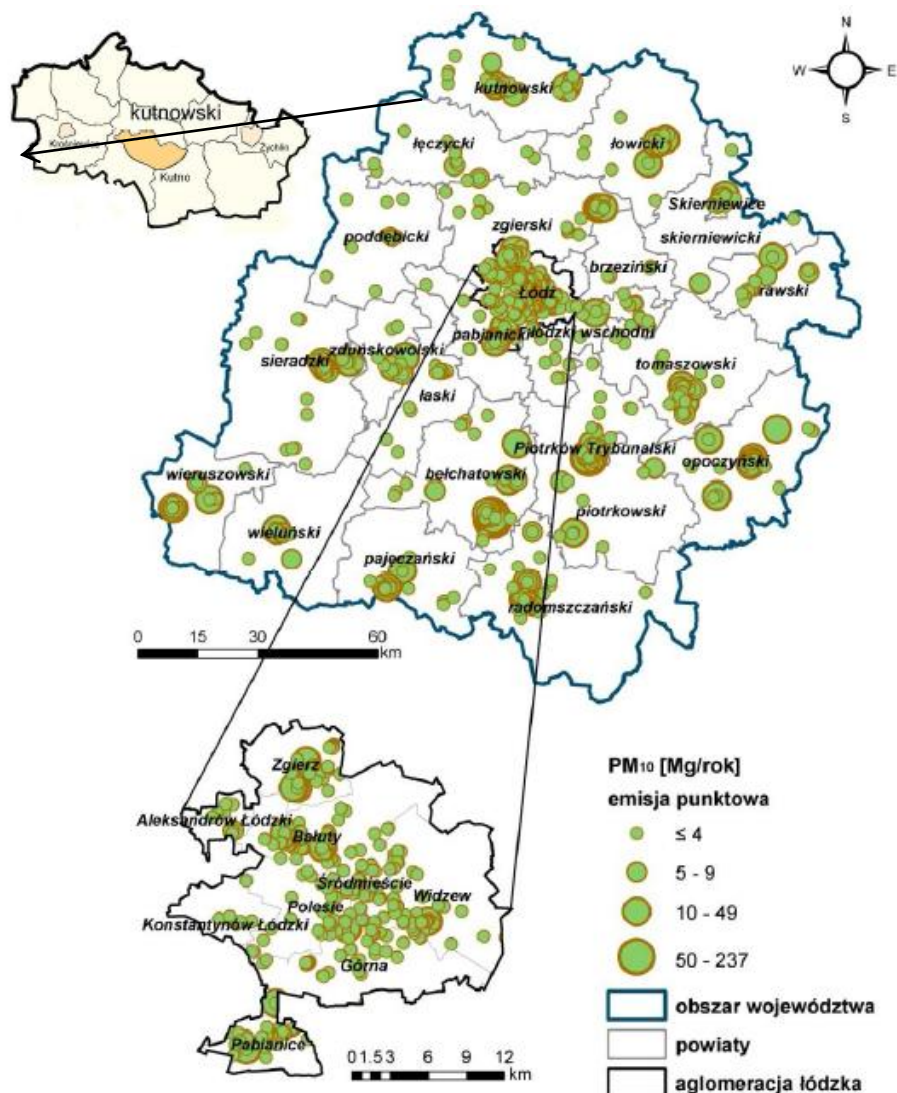 N
W E
S
kutnowski
Krośniewice
Żychlin
Kutno
kutnowski
łęczycki
łowicki
Skierniewice
zgierski
skierniewicki
poddębicki
brzeziński
rawski
Łódź
pabianicki
łódzki wschodni
sieradzki
zduńskowolski
tomaszowski
łaski
Piotrków Trybunalski
opoczyński
wieruszowski
bełchatowski
piotrkowski
wieluński
pajęczański
radomszczański
0 15 30 60
km
PM10 [Mg/rok]
emisja punktowa
≤ 4
5 - 9
10 - 49
50 - 237
obszar województwa
powiaty
aglomeracja łódzka
Zgierz
Aleksandrów Łódzki
Bałuty
Śródmieście
Widzew
Polesie
Konstantynów Łódzki
Górna
Pabianice
0 1.5 3 6 9 12
km